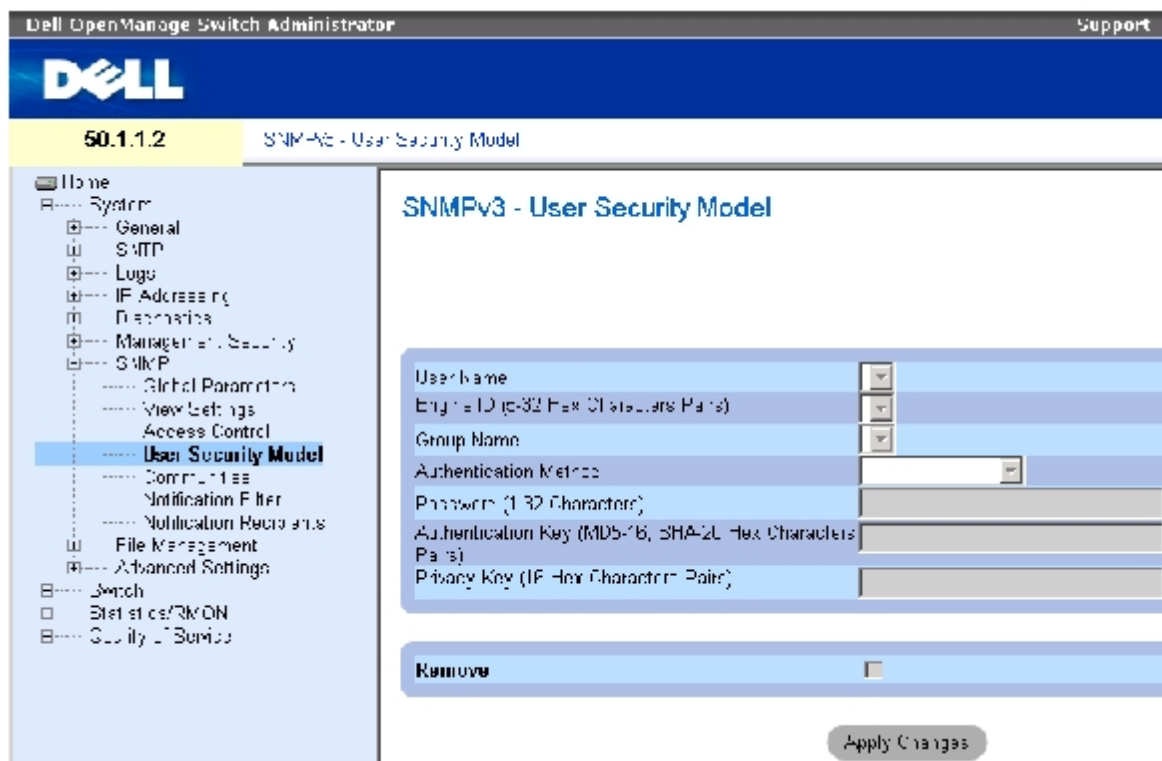 Dell OpenManage Switch Administrator
Support
DELL
50.1.1.2
SNMPv3 - User Security Model
Home
System
General
SNTP
Logs
IP Addressing
Diagnostics
Management Security
SNMP
Global Parameters
View Settings
Access Control
User Security Model
Communities
Notification Filter
Notification Recipients
File Management
Advanced Settings
Switch
Statistics/RMON
Quality of Service
SNMPv3 - User Security Model
User Name
Engine ID (5-32 Hex Characters Pairs)
Group Name
Authentication Method
Password (1-32 Characters)
Authentication Key (MD5-16, SHA-20 Hex Characters
Pairs)
Privacy Key (16 Hex Characters Pairs)
Remove
Apply Changes